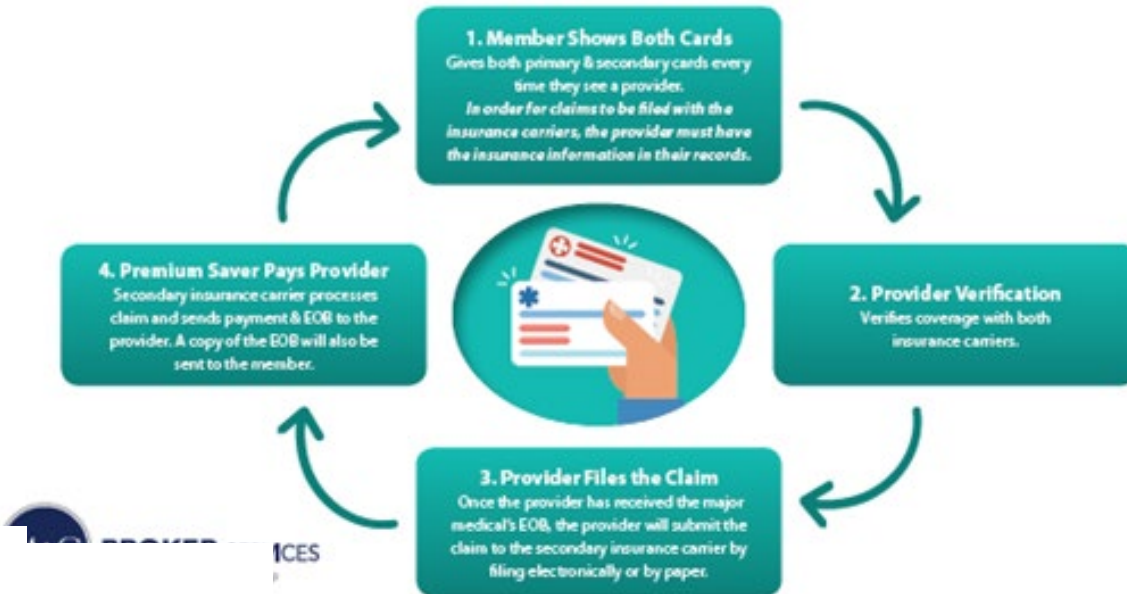 1. Member Shows Both Cards
Gives both primary & secondary cards every
time they see a provider.
In order for claims to be filed with the
insurance carriers, the provider must have
the insurance information in their records.
2. Provider Verification
Verifies coverage with both
insurance carriers.
3. Provider Files the Claim
Once the provider has received the major
medical's EOB, the provider will submit the
claim to the secondary insurance carrier by
filing electronically or by paper.
4. Premium Saver Pays Provider
Secondary insurance carrier processes
claim and sends payment & EOB to the
provider. A copy of the EOB will also be
sent to the member.